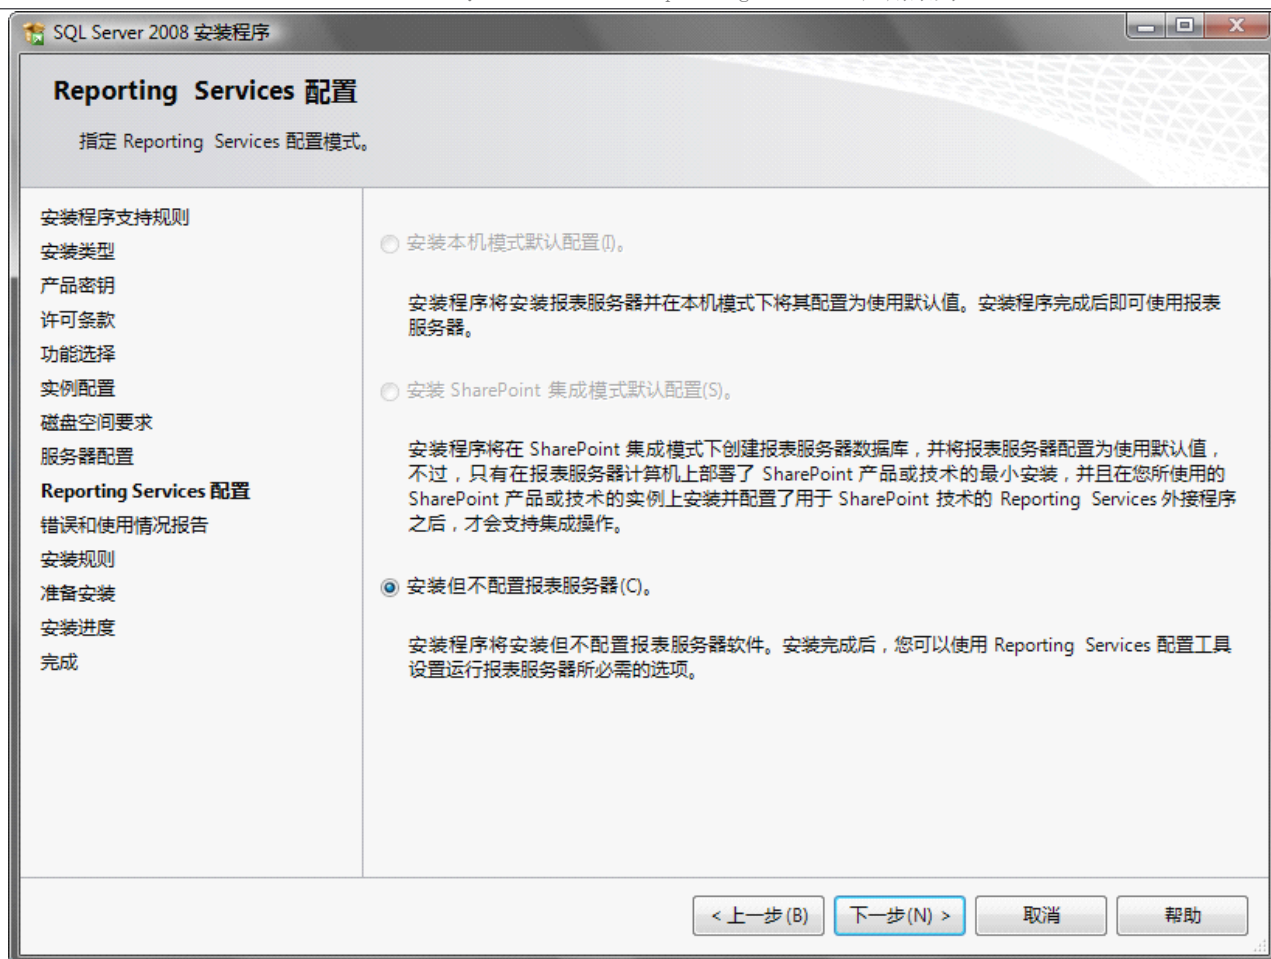 SQL Server 2008 安装程序
Reporting Services 配置
指定 Reporting Services 配置模式。
安装程序支持规则
安装类型
产品密钥
许可条款
功能选择
实例配置
磁盘空间要求
服务器配置
Reporting Services 配置
错误和使用情况报告
安装规则
准备安装
安装进度
完成
安装本机模式默认配置(I)。
安装程序将安装报表服务器并在本机模式下将其配置为使用默认值。安装程序完成后即可使用报表
服务器。
安装 SharePoint 集成模式默认配置(S)。
安装程序将在 SharePoint 集成模式下创建报表服务器数据库，并将报表服务器配置为使用默认值，
不过，只有在报表服务器计算机上部署了 SharePoint 产品或技术的最小安装，并且在您所使用的
SharePoint 产品或技术的实例上安装并配置了用于 SharePoint 技术的 Reporting Services 外接程序
之后，才会支持集成操作。
安装但不配置报表服务器(C)。
安装程序将安装但不配置报表服务器软件。安装完成后，您可以使用 Reporting Services 配置工具
设置运行报表服务器所必需的选项。
< 上一步(B) 下一步(N) > 取消 帮助